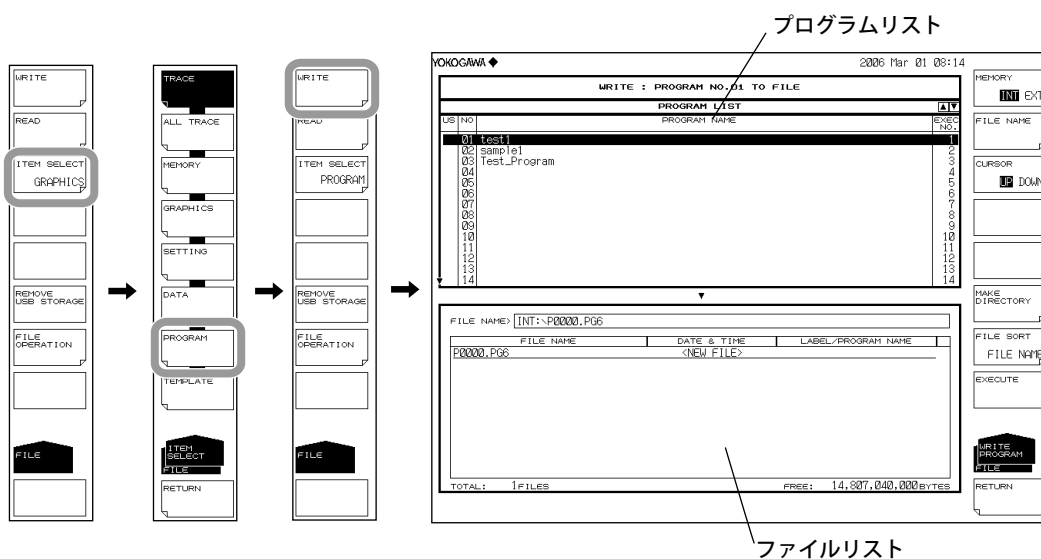 プログラムリスト
WRITE
READ
ITEM SELECT
GRAPHICS
REMOVE
USB STORAGE
FILE
OPERATION
FILE
TRACE
ALL TRACE
MEMORY
GRAPHICS
SETTING
DATA
PROGRAM
TEMPLATE
ITEM
SELECT
FILE
RETURN
WRITE
READ
ITEM SELECT
PROGRAM
REMOVE
USB STORAGE
FILE
OPERATION
FILE
YOKOGAWA 2006 Mar 01 08:14
WRITE : PROGRAM NO.01 TO FILE
PROGRAM LIST
US NO PROGRAM NAME EXEC NO.
01 test1 1
02 sample1 2
03 Test_Program 3
04 4
05 5
06 6
07 7
08 8
09 9
10 10
11 11
12 12
13 13
14 14
FILE NAME> INT:\P0000.PG6
FILE NAME DATE & TIME LABEL/PROGRAM NAME
P0000.PG6 <NEW FILE>
TOTAL: 1FILES FREE: 14,807,040,000BYTES
MEMORY
INT EXT
FILE NAME
CURSOR
UP DOWN
MAKE
DIRECTORY
FILE SORT
FILE NAME
EXECUTE
WRITE
PROGRAM
FILE
RETURN
ファイルリスト